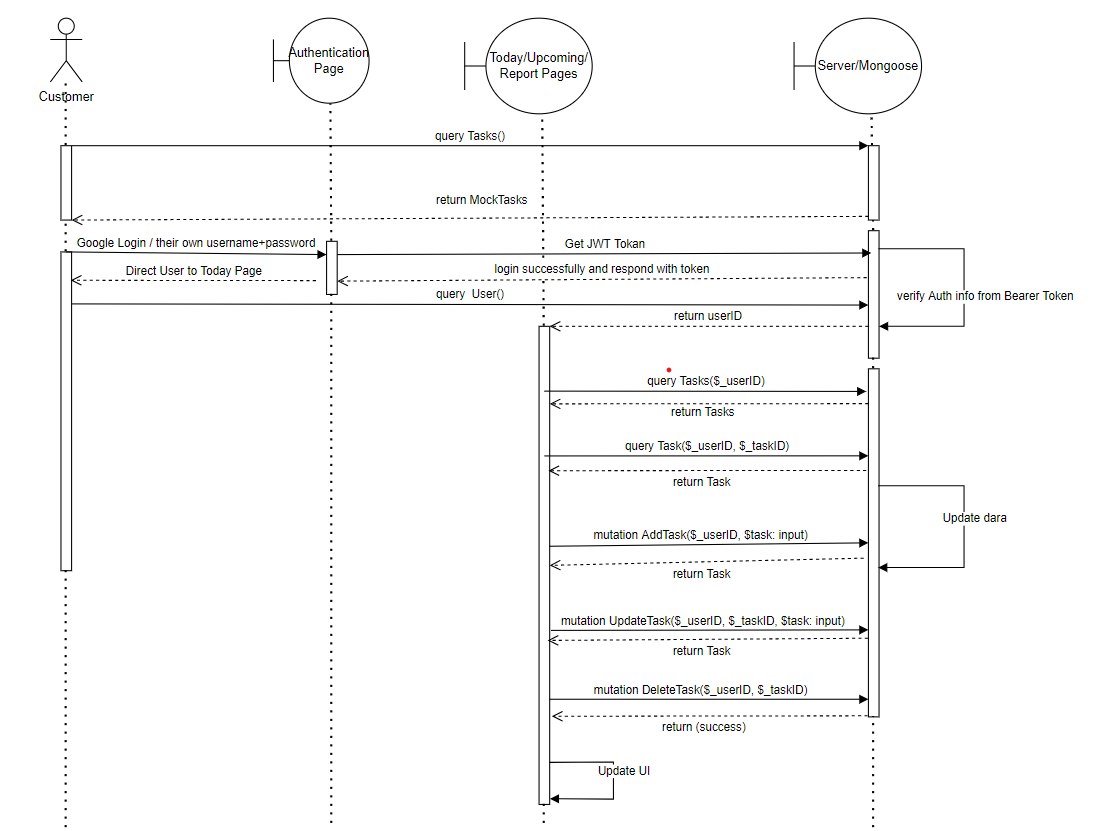 Customer
Authentication
Page
Today/Upcoming/
Report Pages
Server/Mongoose
query Tasks()
return MockTasks
Google Login / their own username+password
Get JWT Tokan
Direct User to Today Page
login successfully and respond with token
query  User()
verify Auth info from Bearer Token
return userID
query Tasks($_userID)
return Tasks
query Task($_userID, $_taskID)
return Task
Update dara
mutation AddTask($_userID, $task: input)
return Task
mutation UpdateTask($_userID, $_taskID, $task: input)
return Task
mutation DeleteTask($_userID, $_taskID)
return (success)
Update UI